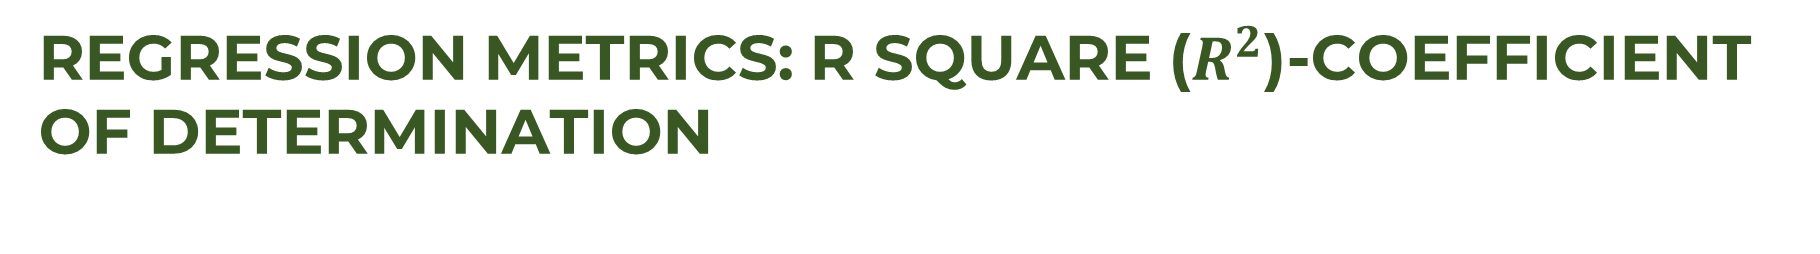 REGRESSION METRICS: R SQUARE (R²)-COEFFICIENT
OF DETERMINATION